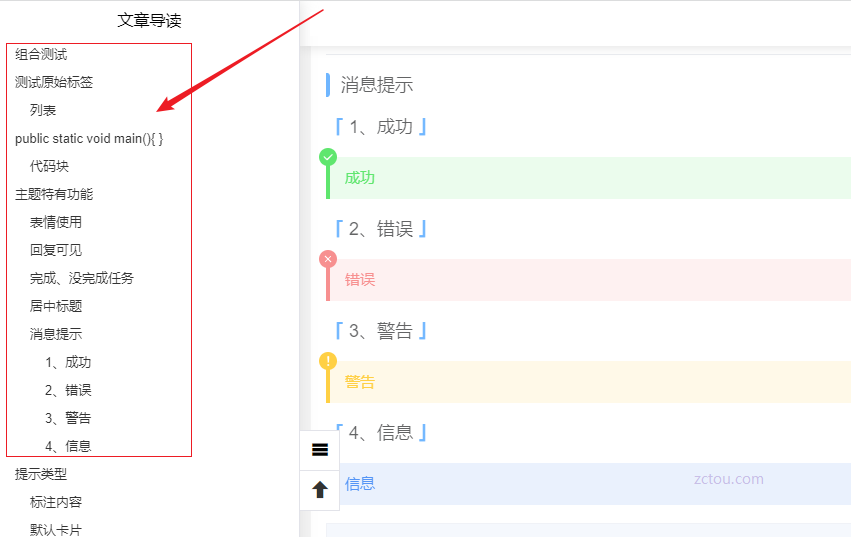 文章导读
组合测试
测试原始标签
列表
public static void main(){ }
代码块
主题特有功能
表情使用
回复可见
完成、没完成任务
居中标题
消息提示
1、成功
2、错误
3、警告
4、信息
提示类型
标注内容
默认卡片
消息提示
「 1、成功 」
成功
「 2、错误 」
错误
「 3、警告 」
警告
「 4、信息 」
信息
zctou.com